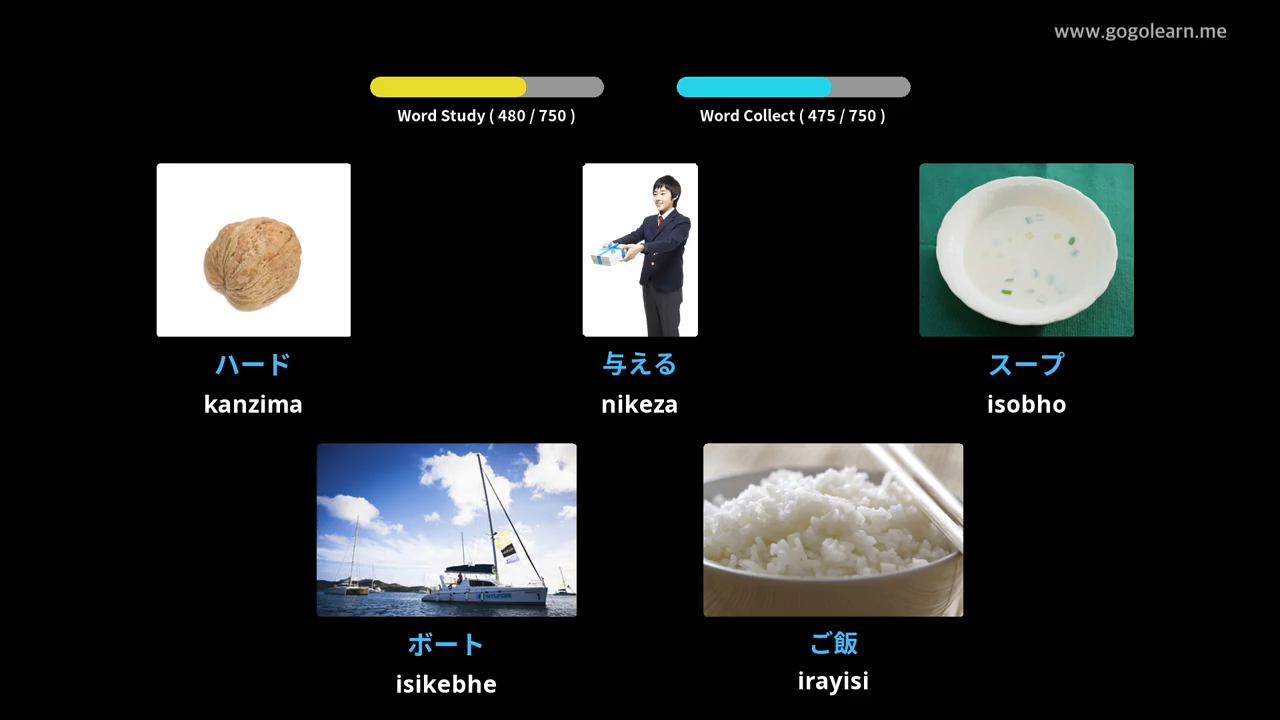 www.gogolearn.me
Word Study ( 480 / 750 )
Word Collect ( 475 / 750 )
ハード
kanzima
与える
nikeza
スープ
isobho
ボート
isikebhe
ご飯
irayisi